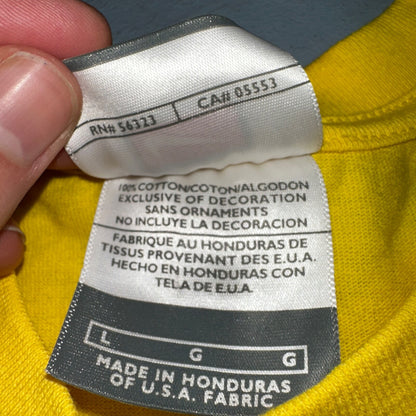 RN# 56323 CA# 05553
100% COTTON/COTON/ALGODON
EXCLUSIVE OF DECORATION
SANS ORNAMENTS
NO INCLUYE LA DECORACION
FABRIQUE AU HONDURAS DE
TISSUS PROVENANT DES E.U.A.
HECHO EN HONDURAS CON
TELA DE E.U.A.
L G G
MADE IN HONDURAS
OF U.S.A. FABRIC